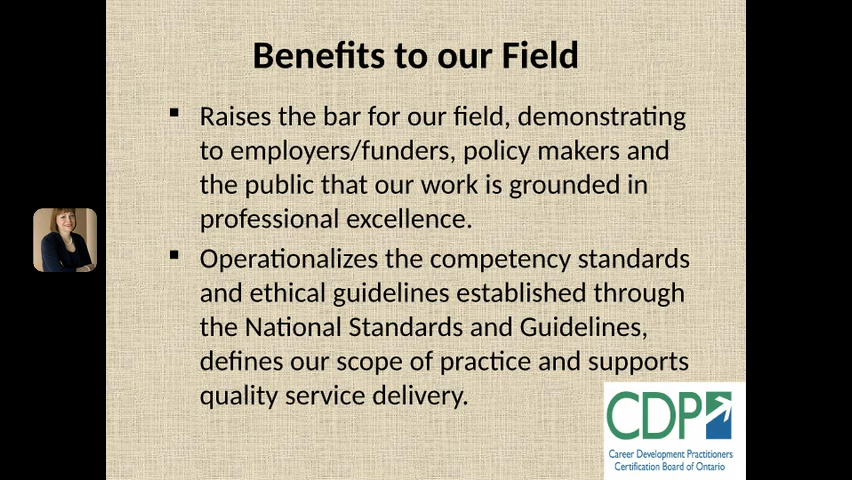 Benefits to our Field
▪ Raises the bar for our field, demonstrating
to employers/funders, policy makers and
the public that our work is grounded in
professional excellence.
▪ Operationalizes the competency standards
and ethical guidelines established through
the National Standards and Guidelines,
defines our scope of practice and supports
quality service delivery.
CDP
Career Development Practitioners
Certification Board of Ontario